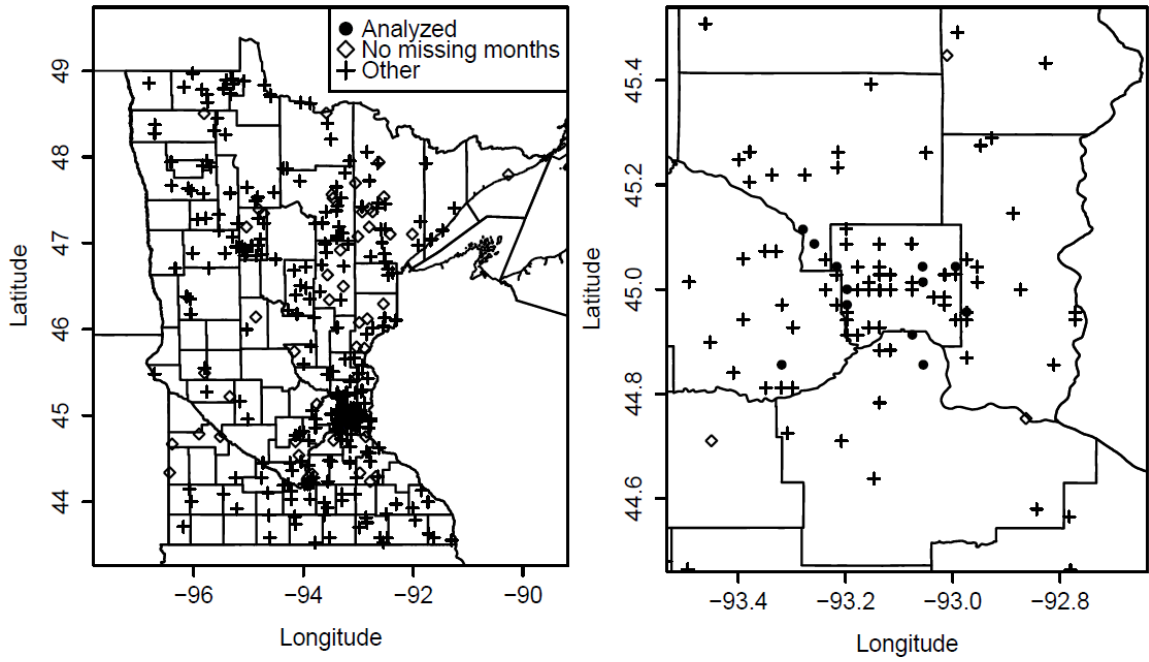 Analyzed
No missing months
Other
49
48
47
46
45
44
Latitude
−96
−94
−92
−90
Longitude
45.4
45.2
45.0
44.8
44.6
Latitude
−93.4
−93.2
−93.0
−92.8
Longitude